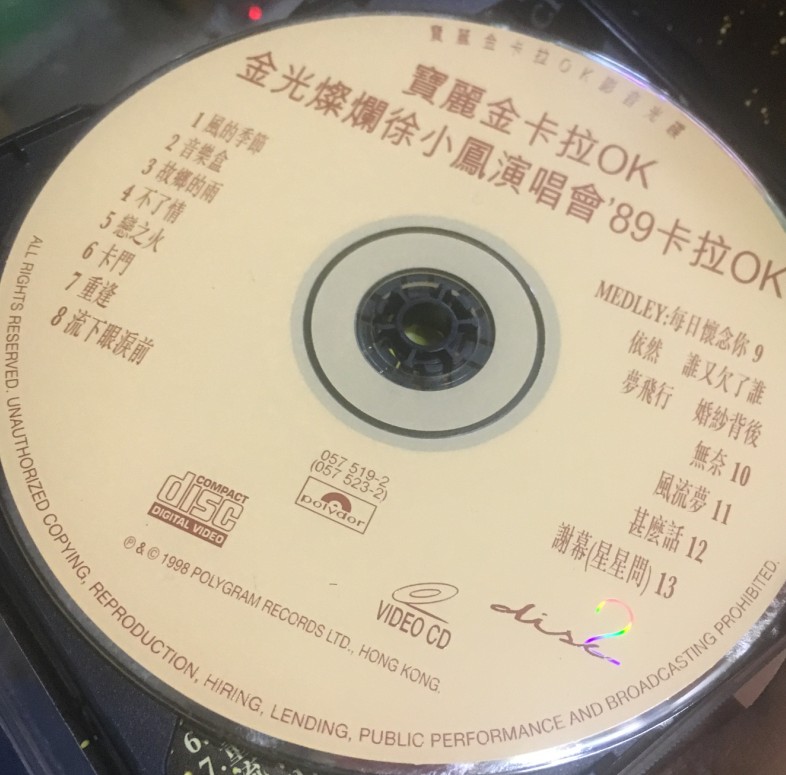 寶麗金卡拉OK影音光碟
寶麗金卡拉OK
金光燦爛徐小鳳演唱會'89卡拉OK
1 風的季節
2 音樂盒
3 故鄉的雨
4 不了情
5 戀之火
6 卡門
7 重逢
8 流下眼淚前
MEDLEY:每日懷念你 9
依然 誰又欠了誰
夢飛行 婚紗背後
無奈 10
風流夢 11
甚麼話 12
謝幕(星星問) 13
057 519-2
(057 523-2)
polydor
COMPACT
disc
DIGITAL VIDEO
VIDEO CD
disk 2
℗ & © 1998 POLYGRAM RECORDS LTD., HONG KONG.
ALL RIGHTS RESERVED. UNAUTHORIZED COPYING, REPRODUCTION, HIRING, LENDING, PUBLIC PERFORMANCE AND BROADCASTING PROHIBITED.